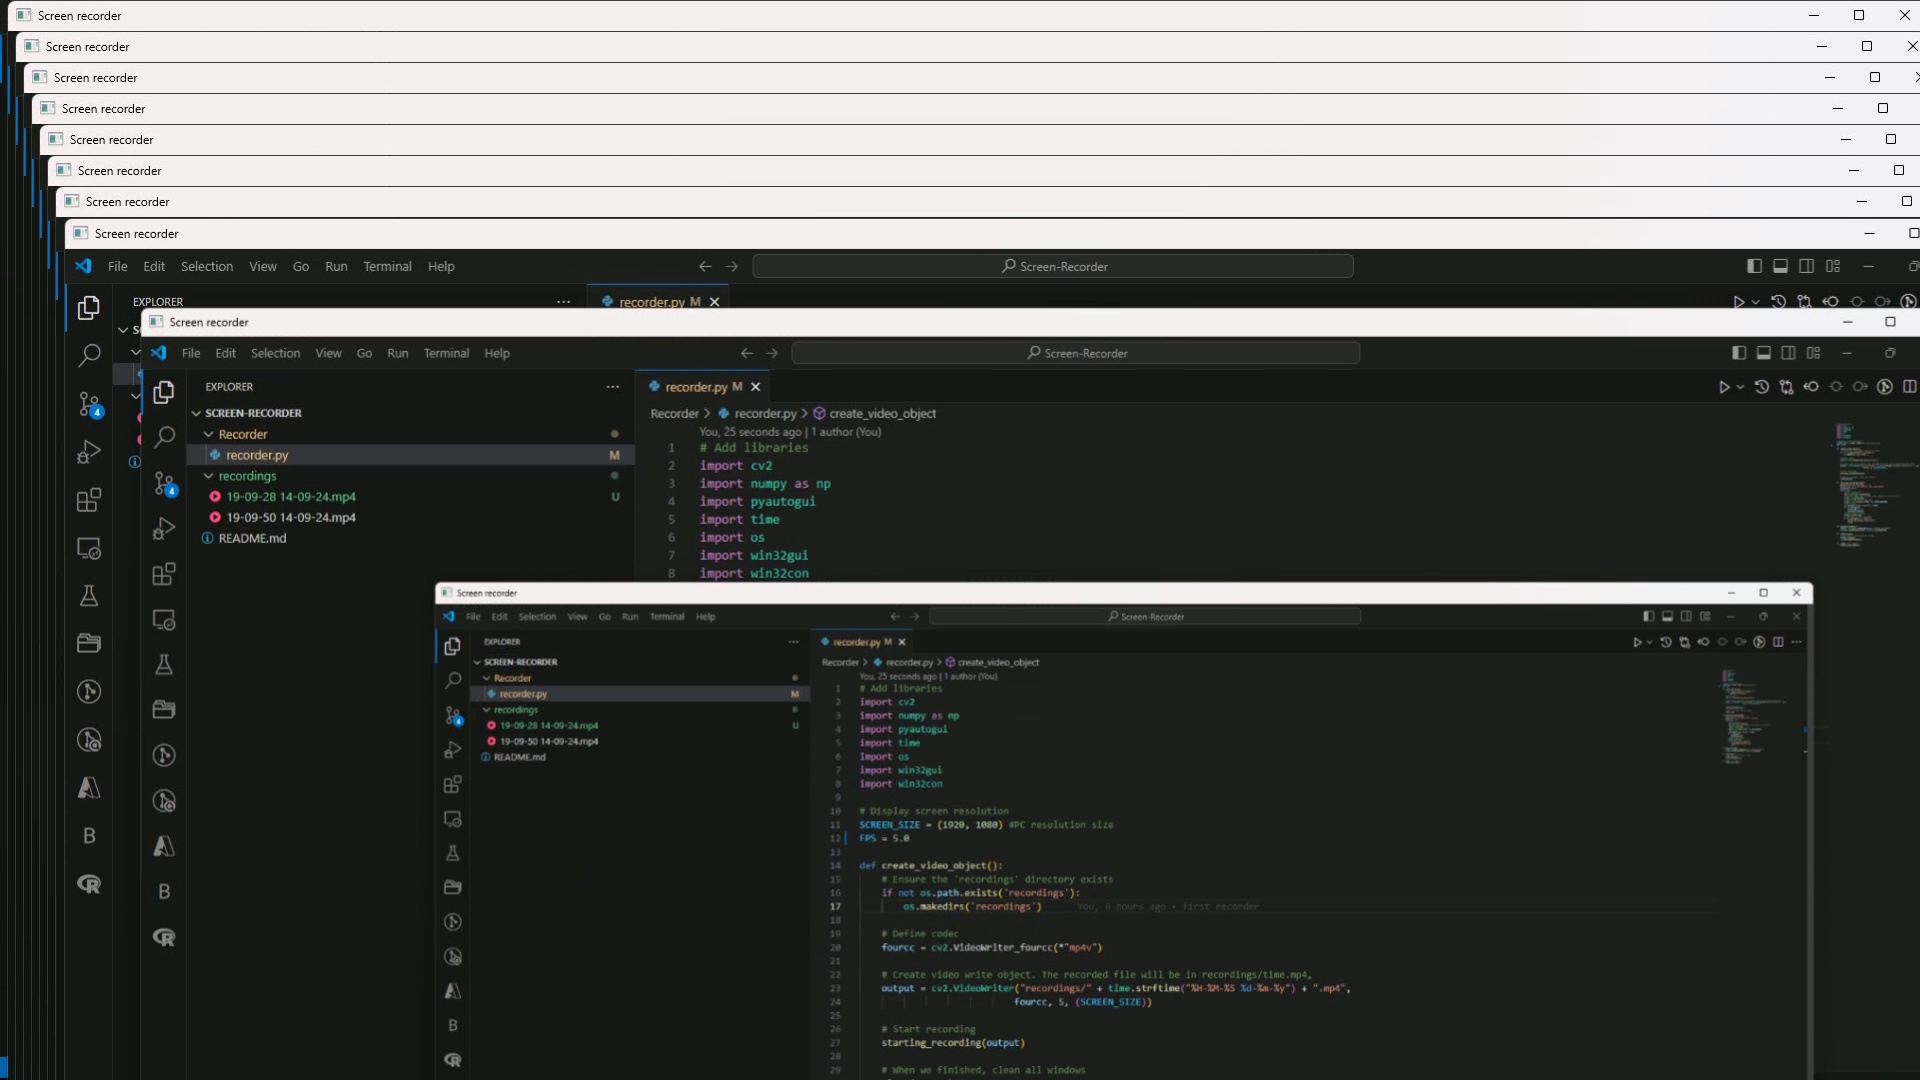 Screen recorder
Screen recorder
Screen recorder
Screen recorder
Screen recorder
Screen recorder
Screen recorder
Screen recorder
File Edit Selection View Go Run Terminal Help
Screen-Recorder
EXPLORER
recorder.py M
S
4
Screen recorder
File Edit Selection View Go Run Terminal Help
Screen-Recorder
EXPLORER
recorder.py M
SCREEN-RECORDER
Recorder > recorder.py > create_video_object
Recorder
You, 25 seconds ago | 1 author (You)
recorder.py M
recordings
19-09-28 14-09-24.mp4 U
19-09-50 14-09-24.mp4
README.md
4
1 # Add libraries
2 import cv2
3 import numpy as np
4 import pyautogui
5 import time
6 import os
7 import win32gui
8 import win32con
B
B
Screen recorder
File Edit Selection View Go Run Terminal Help
Screen-Recorder
EXPLORER
recorder.py M
SCREEN-RECORDER
Recorder > recorder.py > create_video_object
Recorder
You, 25 seconds ago | 1 author (You)
recorder.py M
recordings
19-09-28 14-09-24.mp4 U
19-09-50 14-09-24.mp4
README.md
4
B
1 # Add libraries
2 import cv2
3 import numpy as np
4 import pyautogui
5 import time
6 import os
7 import win32gui
8 import win32con
9
10 # Display screen resolution
11 SCREEN_SIZE = (1920, 1080) #PC resolution size
12 FPS = 5.0
13
14 def create_video_object():
15 # Ensure the 'recordings' directory exists
16 if not os.path.exists('recordings'):
17 os.makedirs('recordings') You, 6 hours ago • first recorder
18
19 # Define codec
20 fourcc = cv2.VideoWriter_fourcc(*"mp4v")
21
22 # Create video write object. The recorded file will be in recordings/time.mp4,
23 output = cv2.VideoWriter("recordings/" + time.strftime("%H-%M-%S %d-%m-%y") + ".mp4",
24 fourcc, 5, (SCREEN_SIZE))
25
26 # Start recording
27 starting_recording(output)
28
29 # When we finished, clean all windows